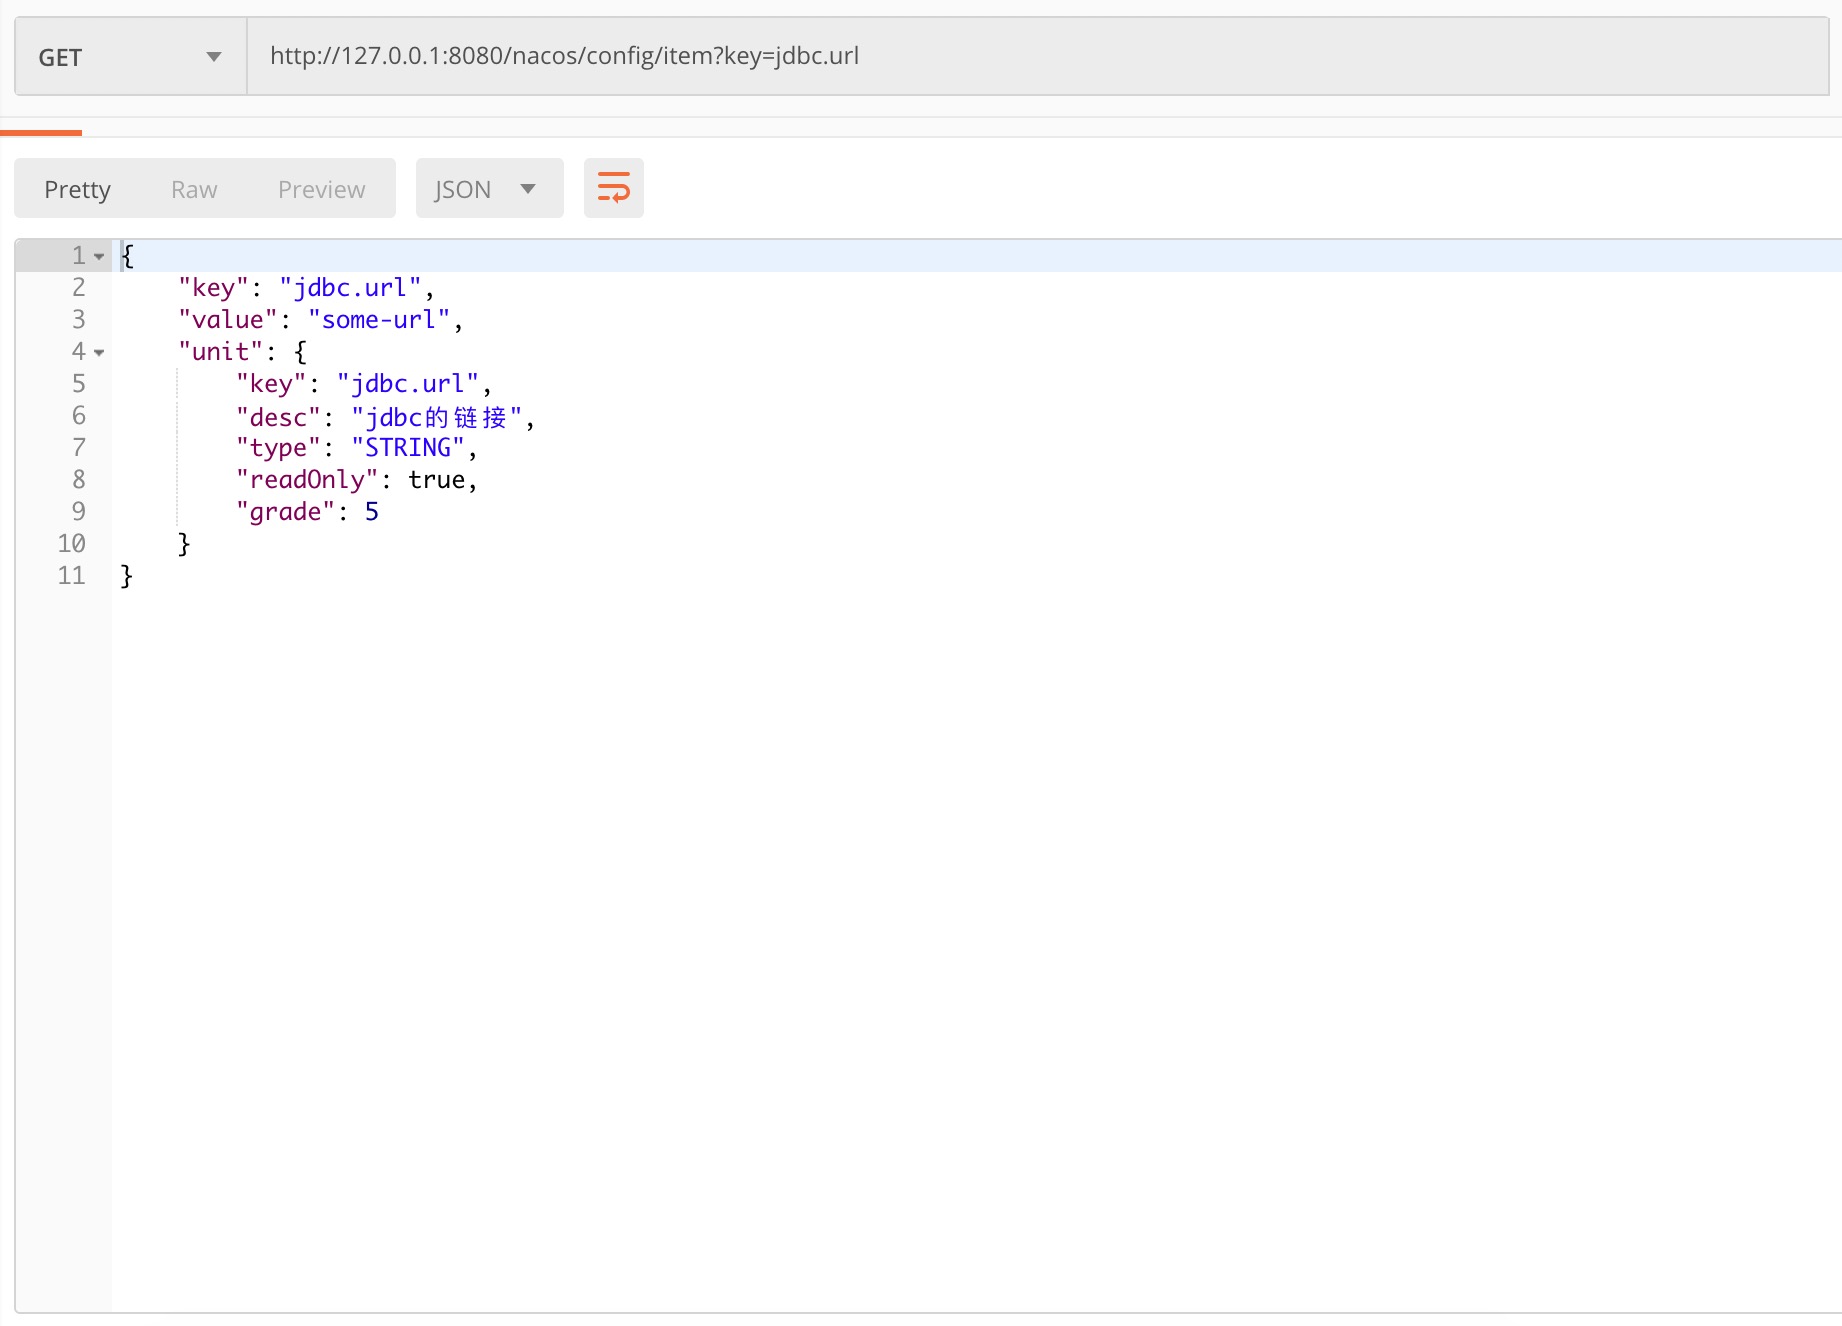 GET http://127.0.0.1:8080/nacos/config/item?key=jdbc.url
Pretty Raw Preview JSON
1 {
2 "key": "jdbc.url",
3 "value": "some-url",
4 "unit": {
5 "key": "jdbc.url",
6 "desc": "jdbc的链接",
7 "type": "STRING",
8 "readOnly": true,
9 "grade": 5
10 }
11 }